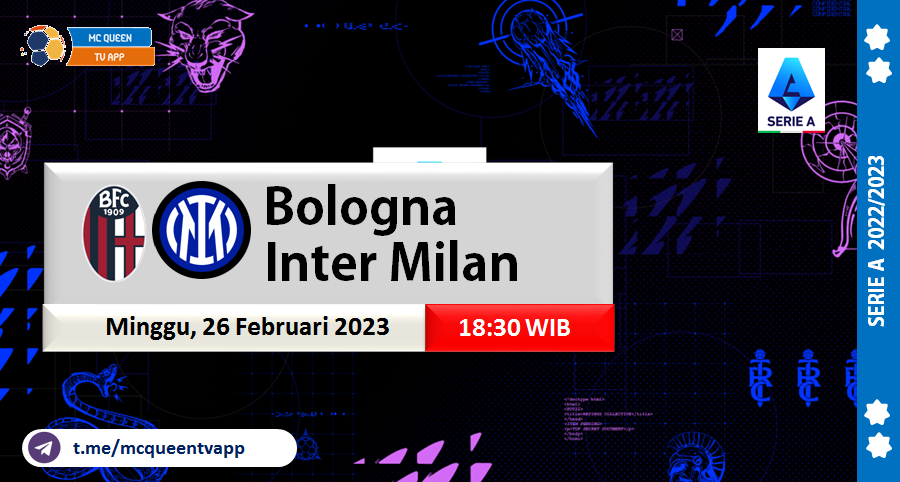 MC QUEEN
TV APP
SERIE A
BFC
1909
Bologna
Inter Milan
Minggu, 26 Februari 2023
18:30 WIB
SERIE A 2022/2023
t.me/mcqueentvapp